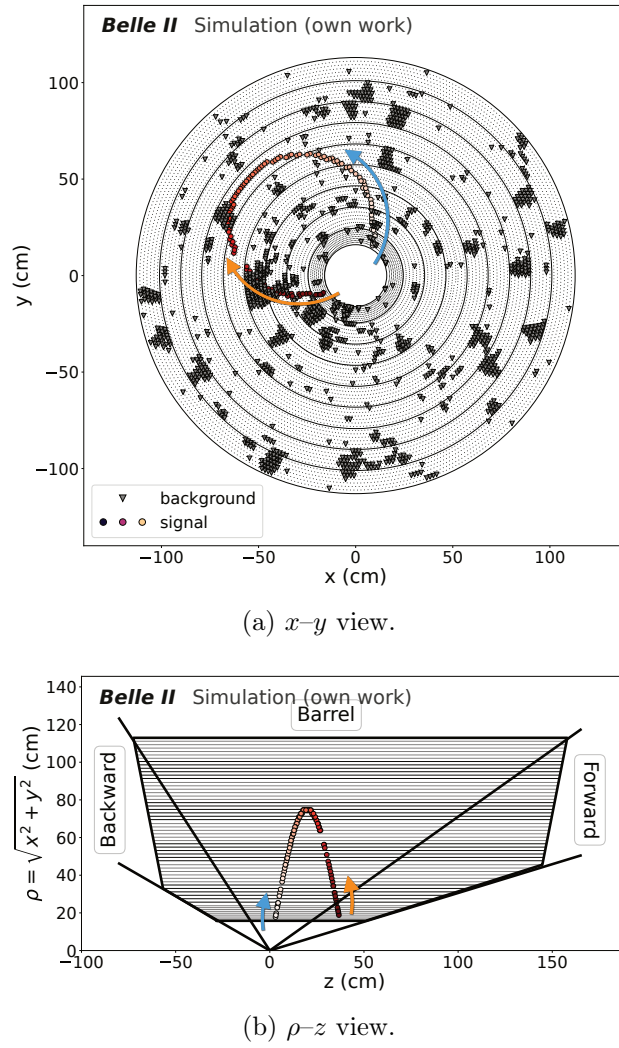 Belle II Simulation (own work)
100
50
0
−50
−100
y (cm)
background
signal
−100 −50 0 50 100
x (cm)
(a) x–y view.
Belle II Simulation (own work)
Barrel
Backward
Forward
140
120
100
80
60
40
20
0
ρ = √x² + y² (cm)
−100 −50 0 50 100 150
z (cm)
(b) ρ–z view.